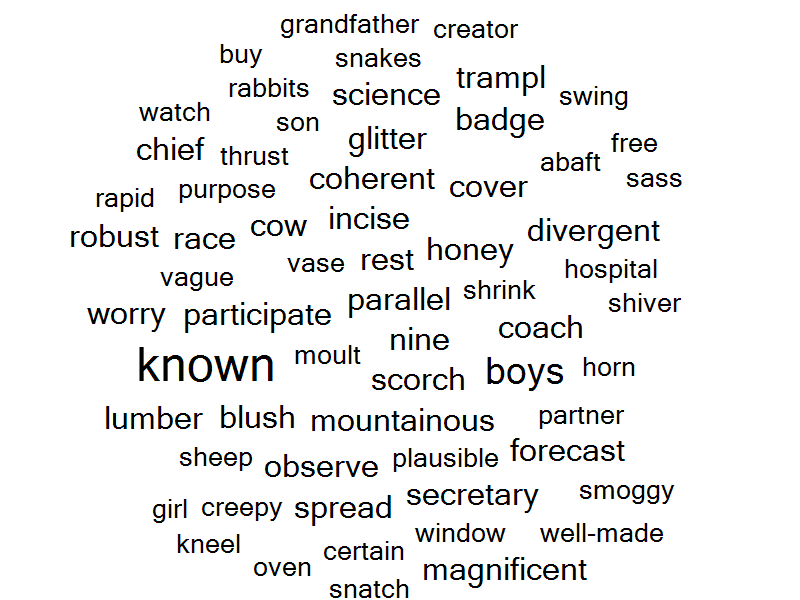 grandfather creator
buy snakes
rabbits science trampl swing
watch son glitter badge
chief thrust abaft free
rapid purpose coherent cover sass
robust race cow incise divergent
vague vase rest honey hospital
worry participate parallel shrink shiver
nine coach
known moult scorch boys horn
lumber blush mountainous partner
sheep observe plausible forecast
girl creepy spread secretary smoggy
kneel certain window well-made
oven snatch magnificent